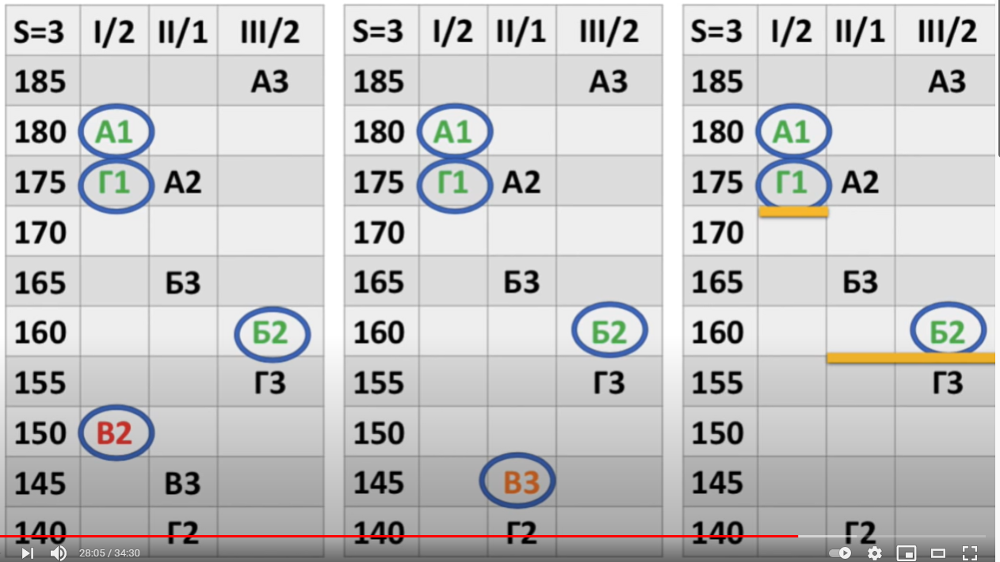 S=3 I/2 II/1 III/2 S=3 I/2 II/1 III/2 S=3 I/2 II/1 III/2
185 А3 185 А3 185 А3
180 А1 180 А1 180 А1
175 Г1 А2 175 Г1 А2 175 Г1 А2
170 170 170
165 Б3 165 Б3 165 Б3
160 Б2 160 Б2 160 Б2
155 Г3 155 Г3 155 Г3
150 В2 150 150
145 В3 145 В3 145
140 Г2 140 Г2 140 Г2
28:05 / 34:30